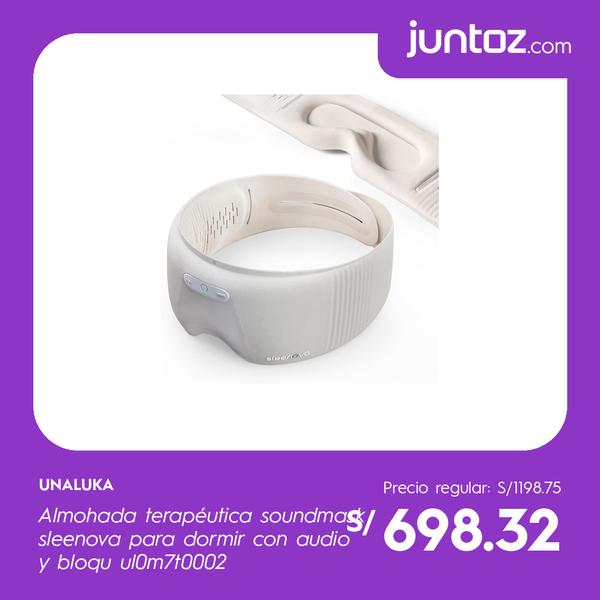 juntoz.com
sleenova
UNALUKA
Precio regular: S/1198.75
Almohada terapéutica soundmask
S/ 698.32
sleenova para dormir con audio
y bloqu ul0m7t0002